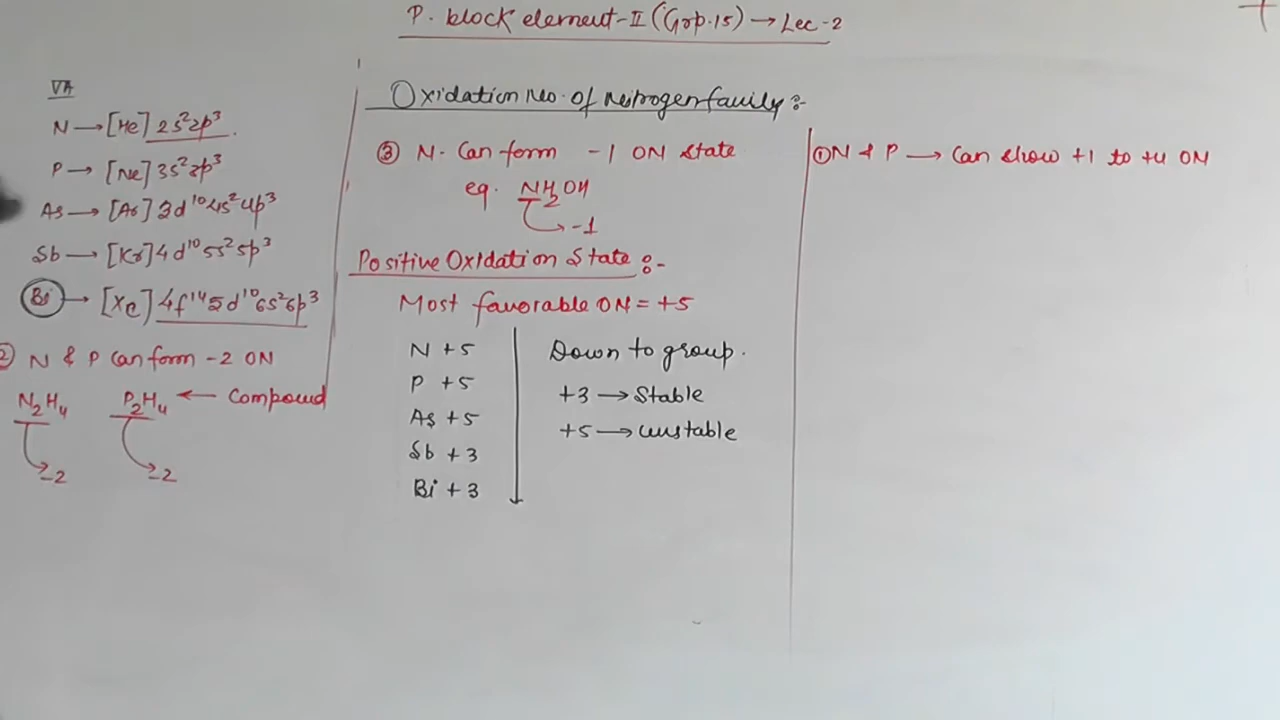 P. block element-II (Grp.15) → Lec-2
VA
N → [He] 2s²2p³
P → [Ne] 3s²3p³
As → [Ar] 3d¹⁰4s²4p³
Sb → [Kr] 4d¹⁰5s²5p³
Bi → [Xe] 4f¹⁴5d¹⁰6s²6p³
② N & P Can form -2 ON
N₂H₄ P₂H₄ ← Compound
-2 -2
Oxidation No. of Nitrogen family :-
③ N. Can form -1 ON state
eg. NH₂OH
-1
Positive Oxidation State :-
Most favorable ON = +5
N +5
P +5
As +5
Sb +3
Bi +3
Down to group.
+3 → Stable
+5 → unstable
① N & P → Can show +1 to +4 ON